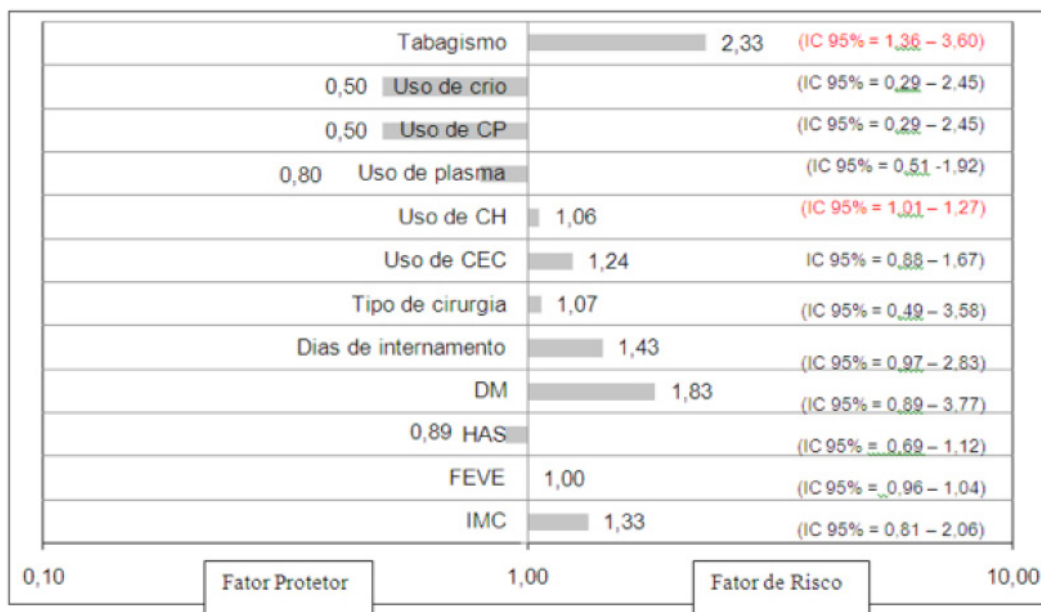 Tabagismo 2,33 (IC 95% = 1,36 – 3,60)
0,50 Uso de crio (IC 95% = 0,29 – 2,45)
0,50 Uso de CP (IC 95% = 0,29 – 2,45)
0,80 Uso de plasma (IC 95% = 0,51 -1,92)
Uso de CH 1,06 (IC 95% = 1,01 – 1,27)
Uso de CEC 1,24 IC 95% = 0,88 – 1,67)
Tipo de cirurgia 1,07 (IC 95% = 0,49 – 3,58)
Dias de internamento 1,43 (IC 95% = 0,97 – 2,83)
DM 1,83 (IC 95% = 0,89 – 3,77)
0,89 HAS (IC 95% = 0,69 – 1,12)
FEVE 1,00 (IC 95% = 0,96 – 1,04)
IMC 1,33 (IC 95% = 0,81 – 2,06)
0,10 1,00 10,00
Fator Protetor Fator de Risco